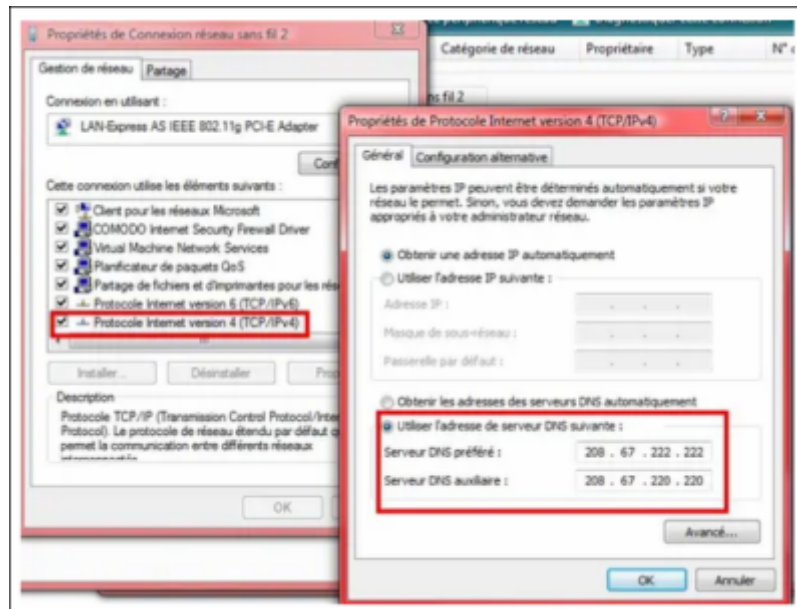 Propriétés de Connexion réseau sans fil 2
Gestion de réseau
Partage
Connexion en utilisant :
LAN-Express AS IEEE 802.11g PCI-E Adapter
Conf
Cette connexion utilise les éléments suivants :
Client pour les réseaux Microsoft
COMODO Internet Security Firewall Driver
Virtual Machine Network Services
Planificateur de paquets QoS
Partage de fichiers et d'imprimantes pour les rés
Protocole Internet version 6 (TCP/IPv6)
Protocole Internet version 4 (TCP/IPv4)
Installer...
Désinstaller
Prop
Description
Protocole TCP/IP (Transmission Control Protocol/Inter
Protocol). Le protocole de réseau étendu par défaut q
permet la communication entre différents réseaux
OK
Catégorie de réseau
Propriétaire
Type
N°
ns fil 2
Propriétés de Protocole Internet version 4 (TCP/IPv4)
Général
Configuration alternative
Les paramètres IP peuvent être déterminés automatiquement si votre
réseau le permet. Sinon, vous devez demander les paramètres IP
appropriés à votre administrateur réseau.
Obtenir une adresse IP automatiquement
Utiliser l'adresse IP suivante :
Adresse IP :
Masque de sous-réseau :
Passerelle par défaut :
Obtenir les adresses des serveurs DNS automatiquement
Utiliser l'adresse de serveur DNS suivante :
Serveur DNS préféré : 208 . 67 . 222 . 222
Serveur DNS auxiliaire : 208 . 67 . 220 . 220
Avancé...
OK
Annuler